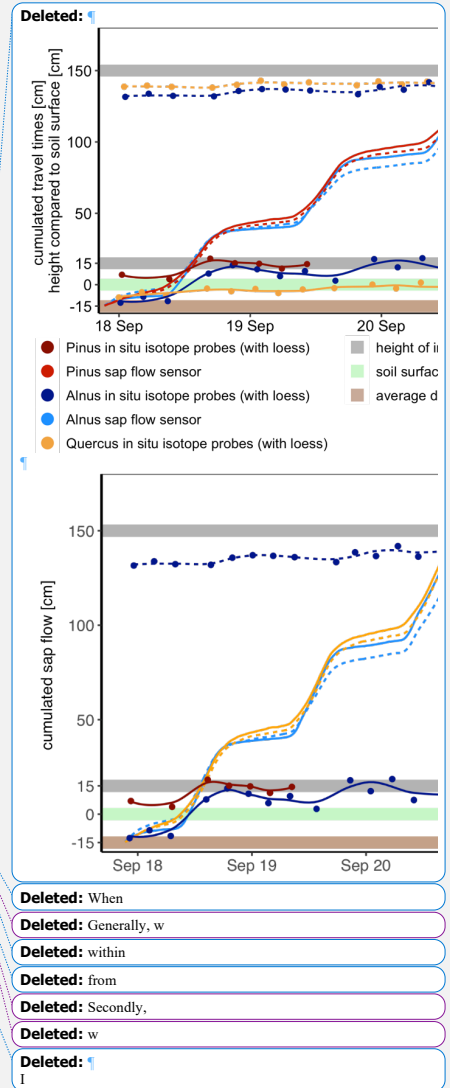 Deleted: ¶
cumulated travel times [cm]
height compared to soil surface [cm]
150
100
50
15
0
-15
18 Sep 19 Sep 20 Sep
Pinus in situ isotope probes (with loess)
Pinus sap flow sensor
Alnus in situ isotope probes (with loess)
Alnus sap flow sensor
Quercus in situ isotope probes (with loess)
height of i
soil surfac
average d
¶
cumulated sap flow [cm]
150
100
50
15
0
-15
Sep 18 Sep 19 Sep 20
Deleted: When
Deleted: Generally, w
Deleted: within
Deleted: from
Deleted: Secondly,
Deleted: w
Deleted: ¶
I